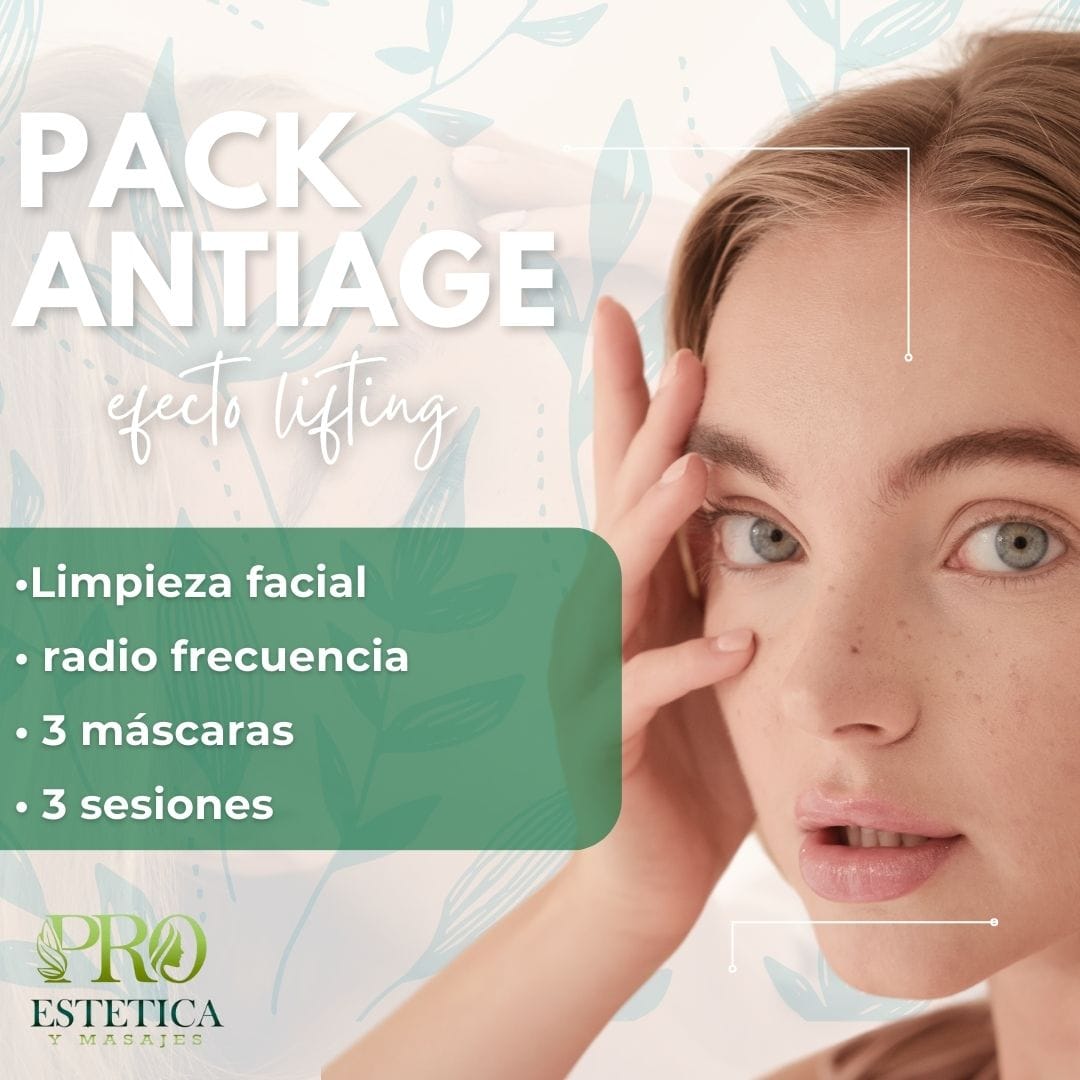 PACK
ANTIAGE
efecto lifting
•Limpieza facial
• radio frecuencia
• 3 máscaras
• 3 sesiones
PRO
ESTETICA
Y MASAJES